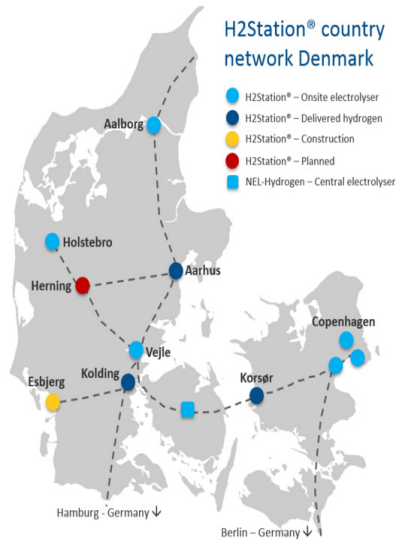 H2Station® country
network Denmark
H2Station® – Onsite electrolyser
H2Station® – Delivered hydrogen
H2Station® – Construction
H2Station® – Planned
NEL-Hydrogen – Central electrolyser
Aalborg
Holstebro
Aarhus
Herning
Copenhagen
Vejle
Esbjerg
Kolding
Korsør
Hamburg - Germany ↓
Berlin – Germany ↓